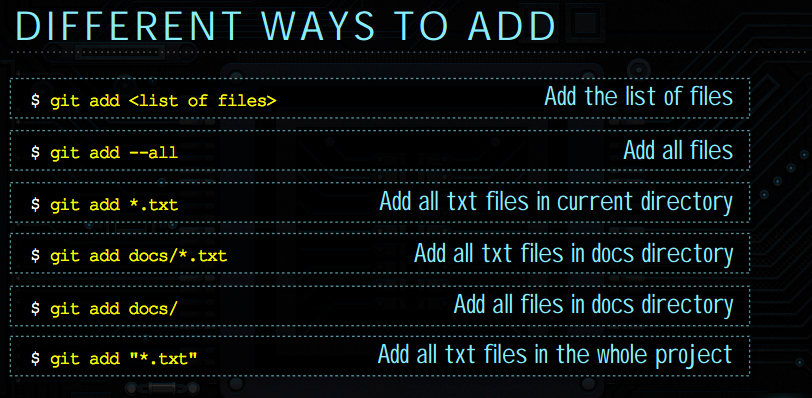 DIFFERENT WAYS TO ADD
$ git add <list of files> Add the list of files
$ git add --all Add all files
$ git add *.txt Add all txt files in current directory
$ git add docs/*.txt Add all txt files in docs directory
$ git add docs/ Add all files in docs directory
$ git add "*.txt" Add all txt files in the whole project